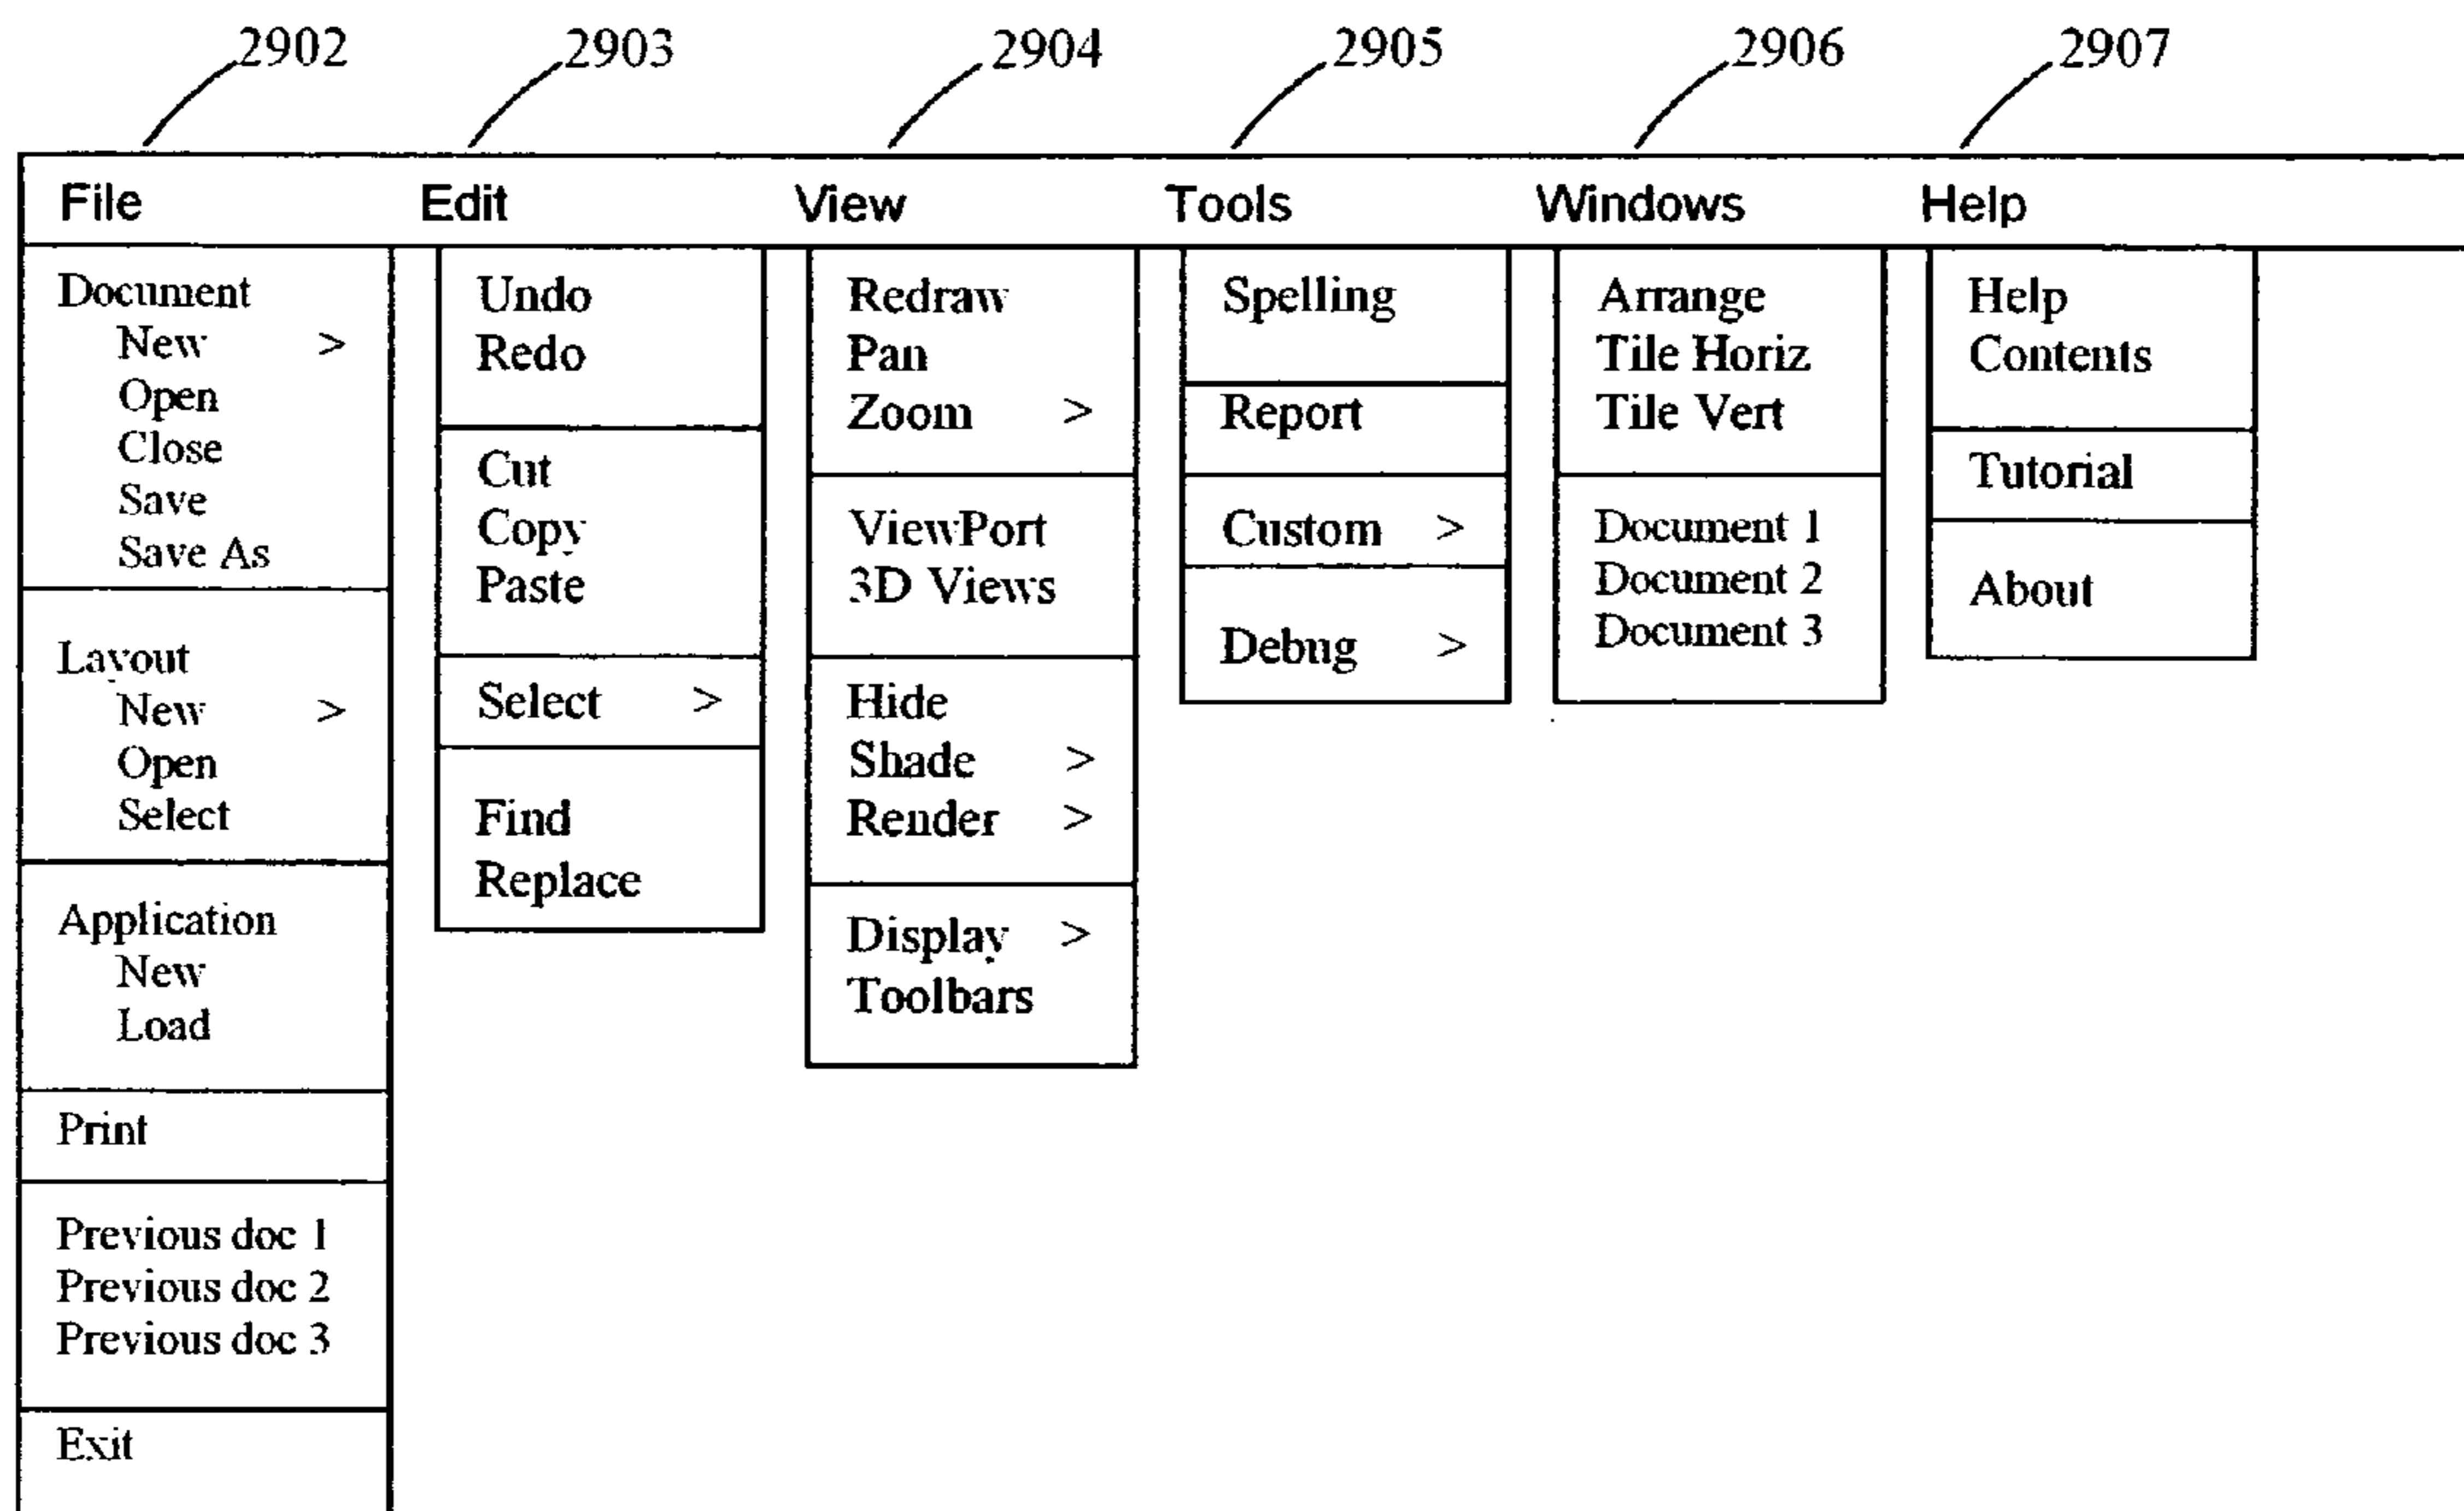 2902 2903 2904 2905 2906 2907
File Edit View Tools Windows Help
Document
New >
Open
Close
Save
Save As
Layout
New >
Open
Select
Application
New
Load
Print
Previous doc 1
Previous doc 2
Previous doc 3
Exit
Undo
Redo
Cut
Copy
Paste
Select >
Find
Replace
Redraw
Pan
Zoom >
ViewPort
3D Views
Hide
Shade >
Render >
Display >
Toolbars
Spelling
Report
Custom >
Debug >
Arrange
Tile Horiz
Tile Vert
Document 1
Document 2
Document 3
Help
Contents
Tutorial
About